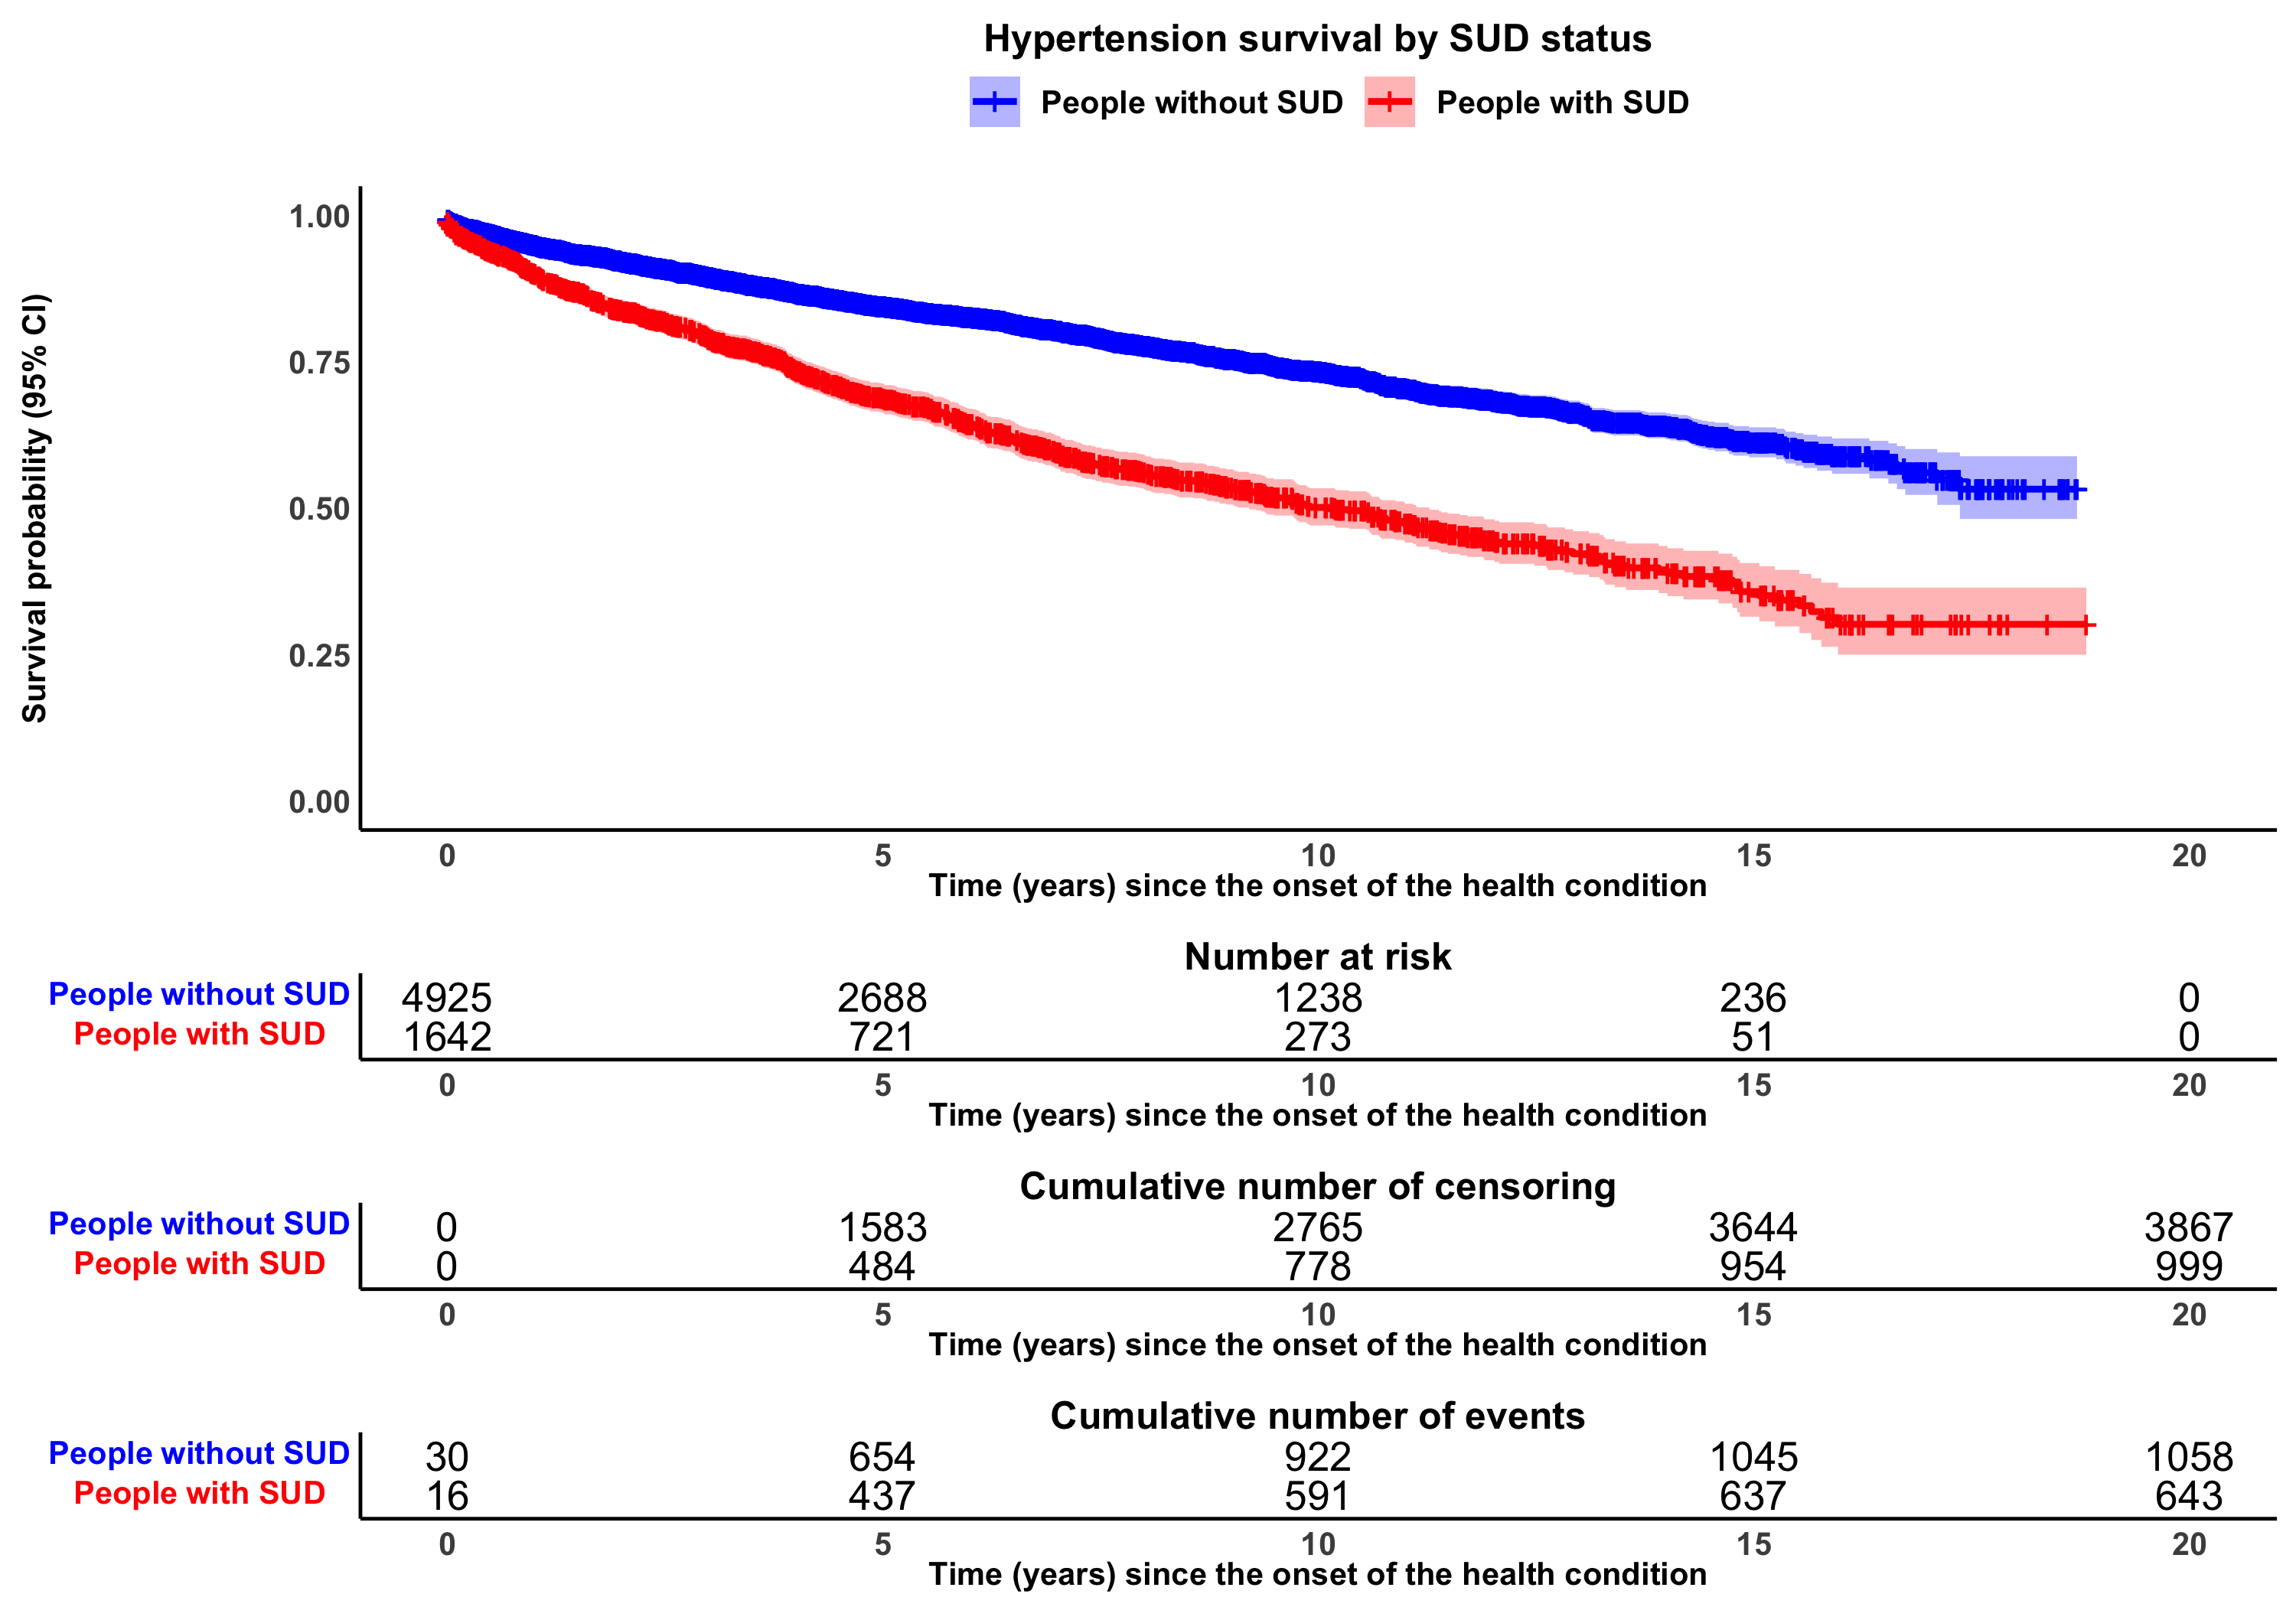 Hypertension survival by SUD status
People without SUD People with SUD
Survival probability (95% CI)
1.00
0.75
0.50
0.25
0.00
0 5 10 15 20
Time (years) since the onset of the health condition
Number at risk
People without SUD 4925 2688 1238 236 0
People with SUD 1642 721 273 51 0
0 5 10 15 20
Time (years) since the onset of the health condition
Cumulative number of censoring
People without SUD 0 1583 2765 3644 3867
People with SUD 0 484 778 954 999
0 5 10 15 20
Time (years) since the onset of the health condition
Cumulative number of events
People without SUD 30 654 922 1045 1058
People with SUD 16 437 591 637 643
0 5 10 15 20
Time (years) since the onset of the health condition